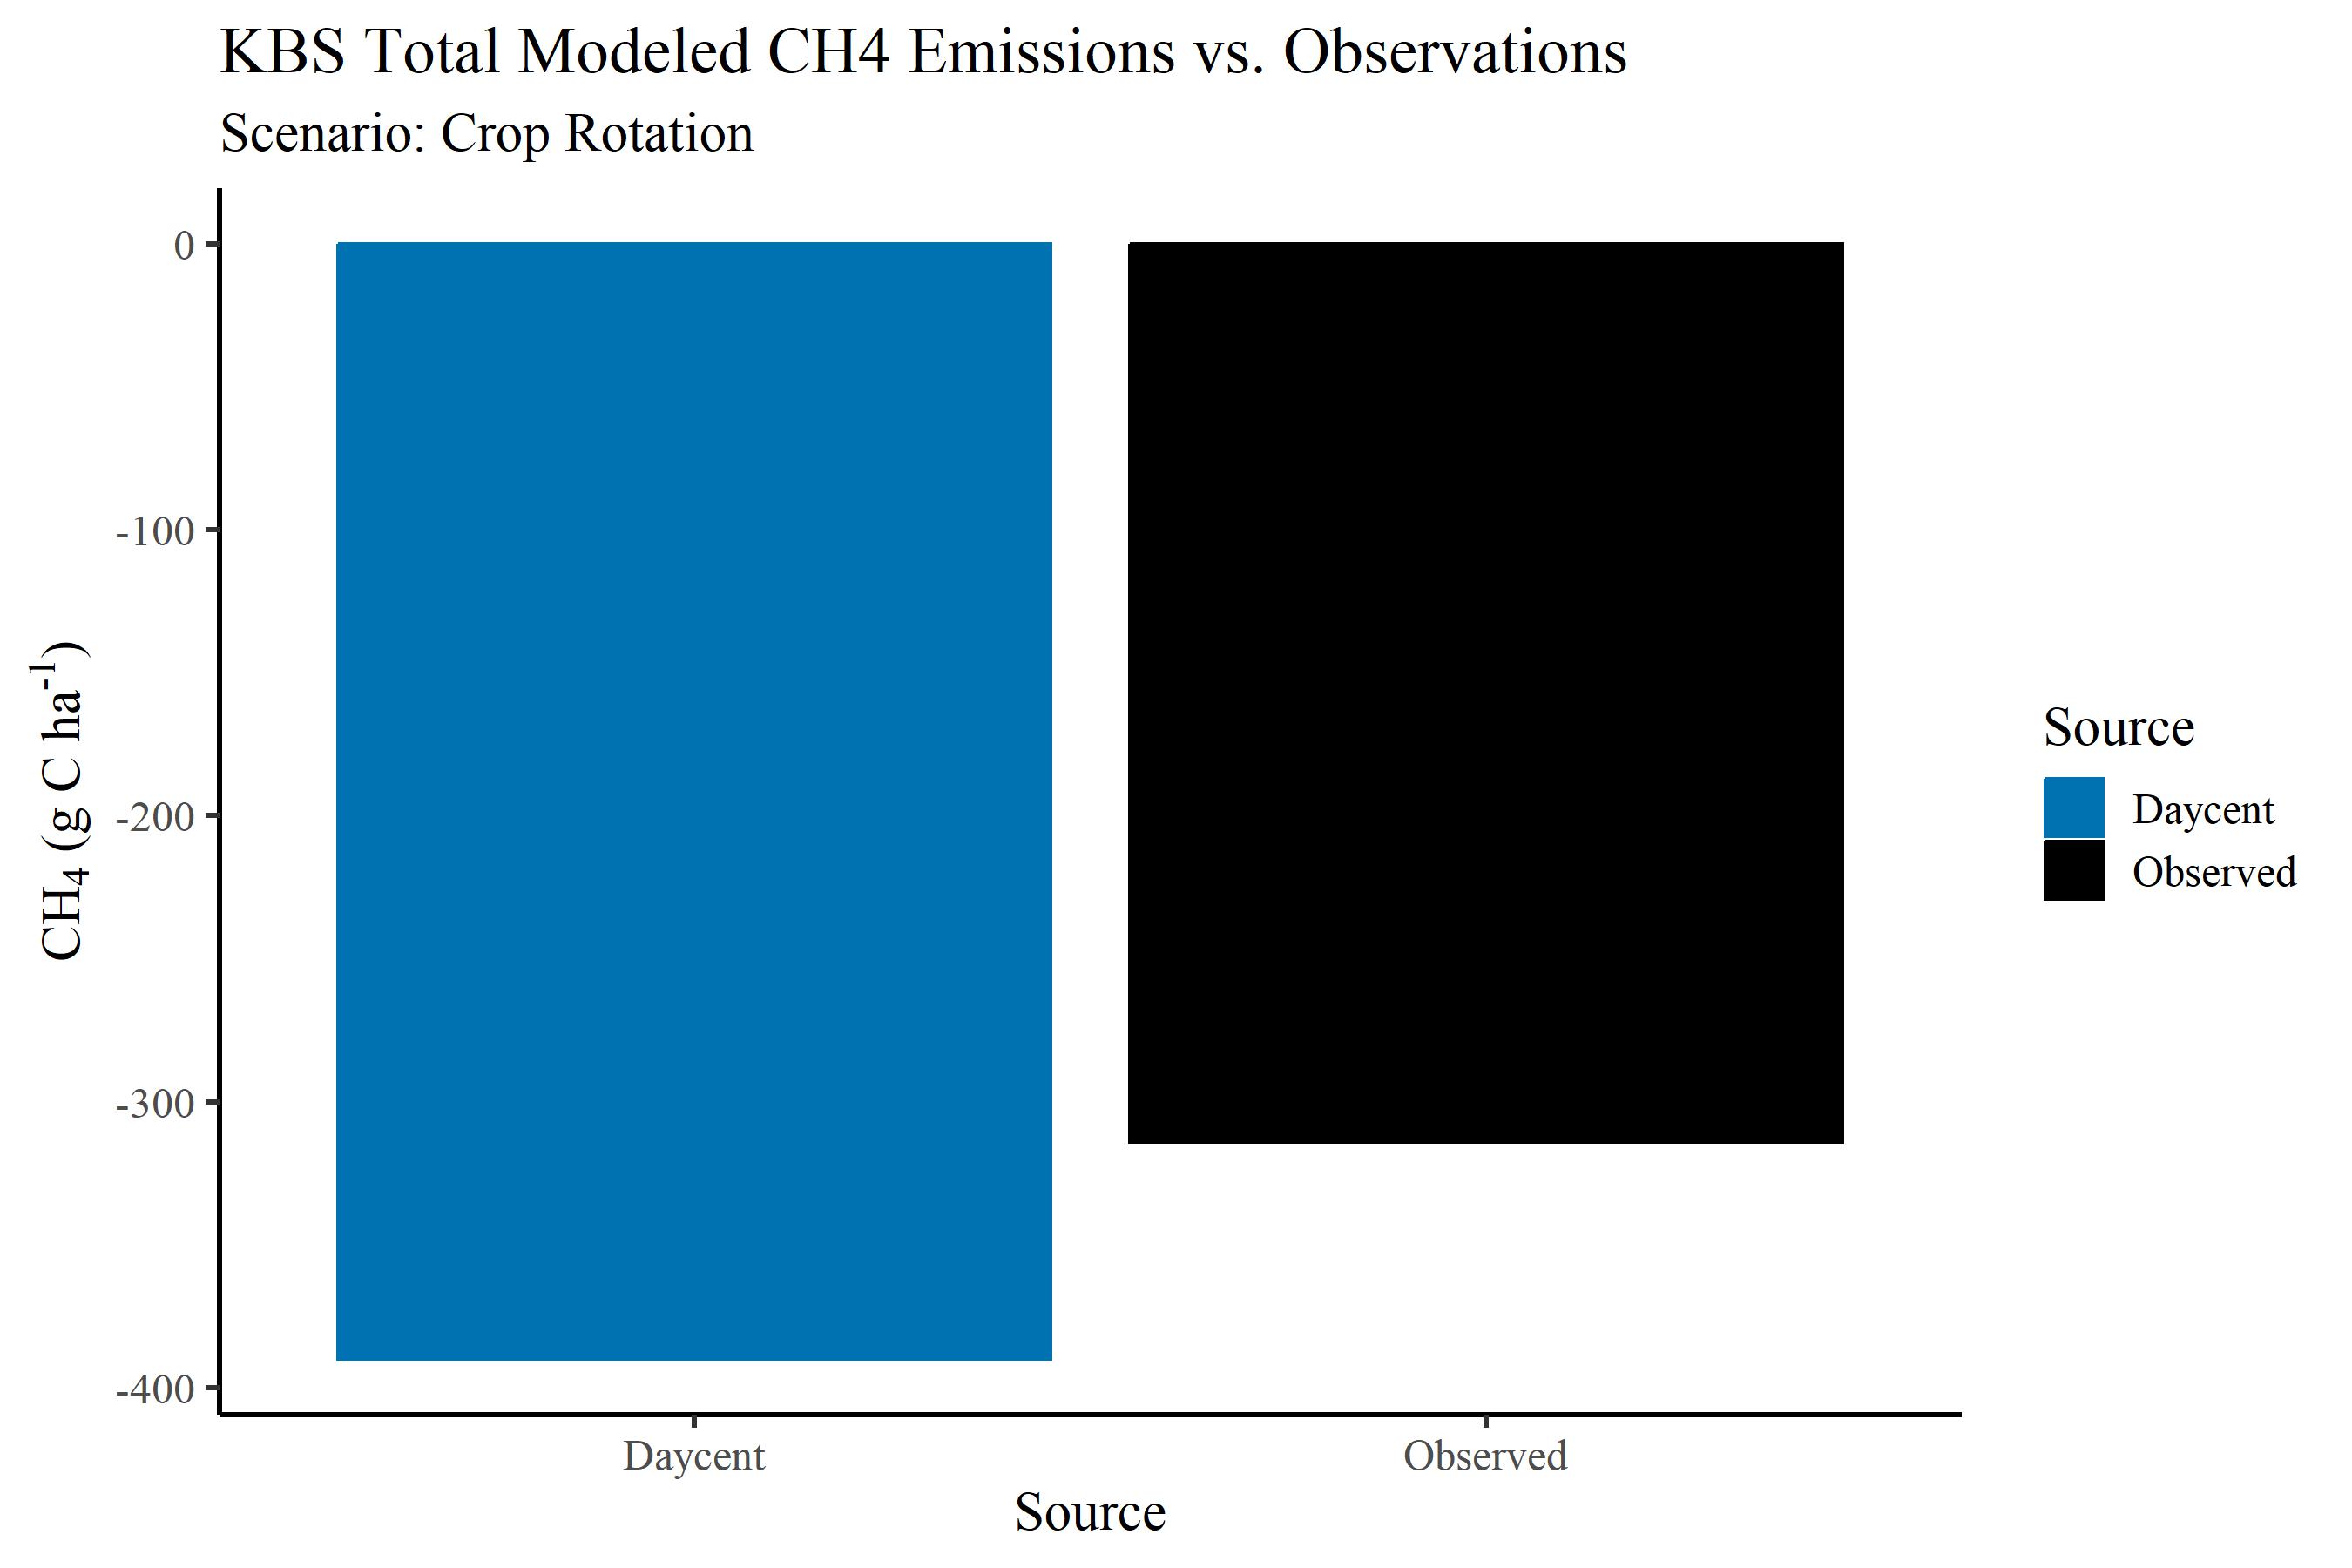 KBS Total Modeled CH4 Emissions vs. Observations
Scenario: Crop Rotation
0
-100
-200
-300
-400
CH₄ (g C ha⁻¹)
Daycent
Observed
Source
Source
Daycent
Observed